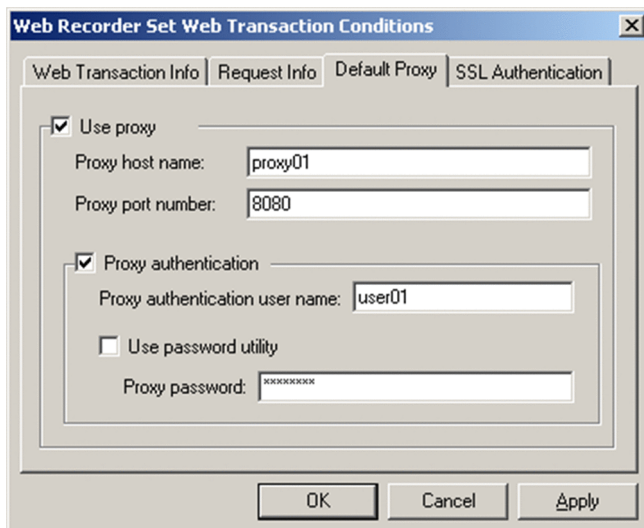 Web Recorder Set Web Transaction Conditions
Web Transaction Info Request Info Default Proxy SSL Authentication
Use proxy
Proxy host name: proxy01
Proxy port number: 8080
Proxy authentication
Proxy authentication user name: user01
Use password utility
Proxy password: ********
OK Cancel Apply